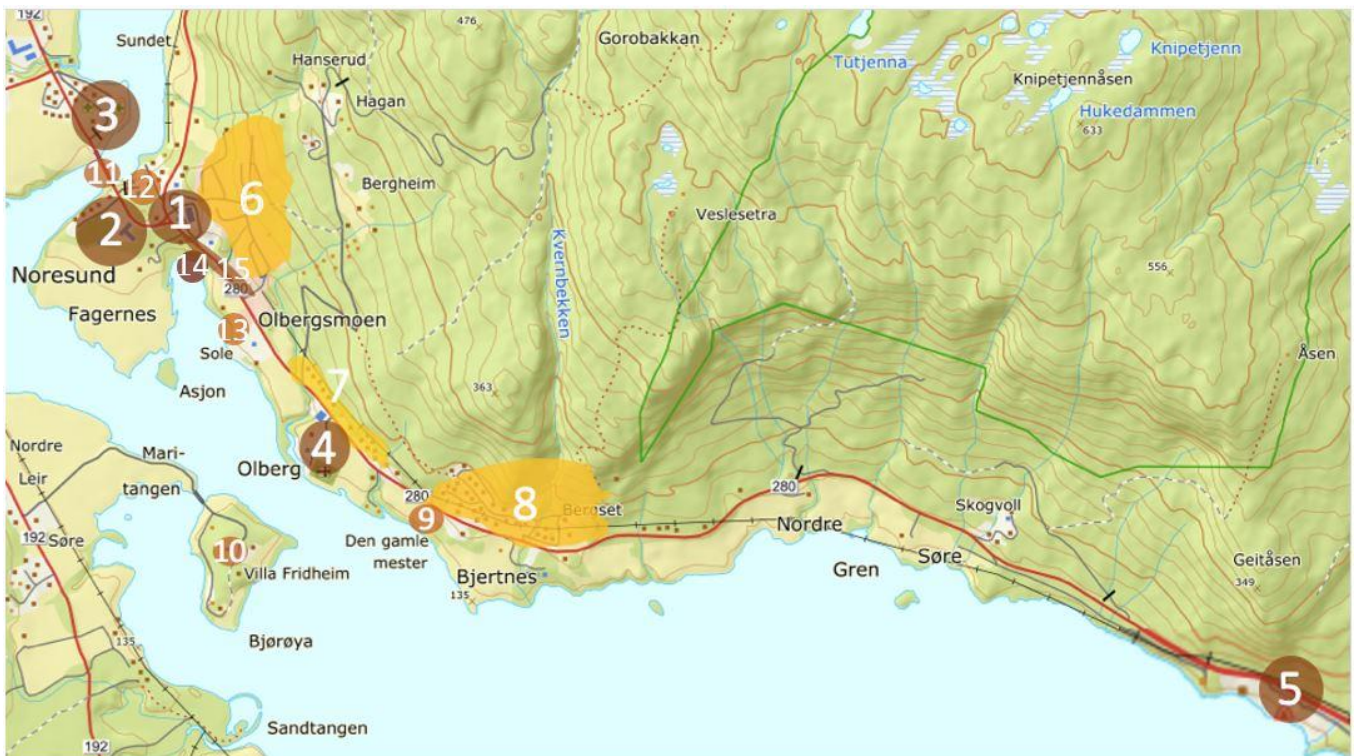 192
Sundet
476
Gorobakkan
Tutjenna
Knipetjenn
Hanserud
Hagan
Knipetjennåsen
Hukedammen
633
3
11
12
1
6
Bergheim
2
Veslesetra
Kvernbekken
556
14
15
280
Noresund
Fagernes
Olbergsmoen
13
Sole
Asjon
363
Åsen
7
4
Olberg
Nordre
Leir
Mari-
tangen
280
9
8
Bergset
280
Nordre
Skogvoll
192
Søre
10
Villa Fridheim
Den gamle
mester
Bjertnes
135
Gren
Søre
Geitåsen
349
Bjørøya
135
5
Sandtangen
192